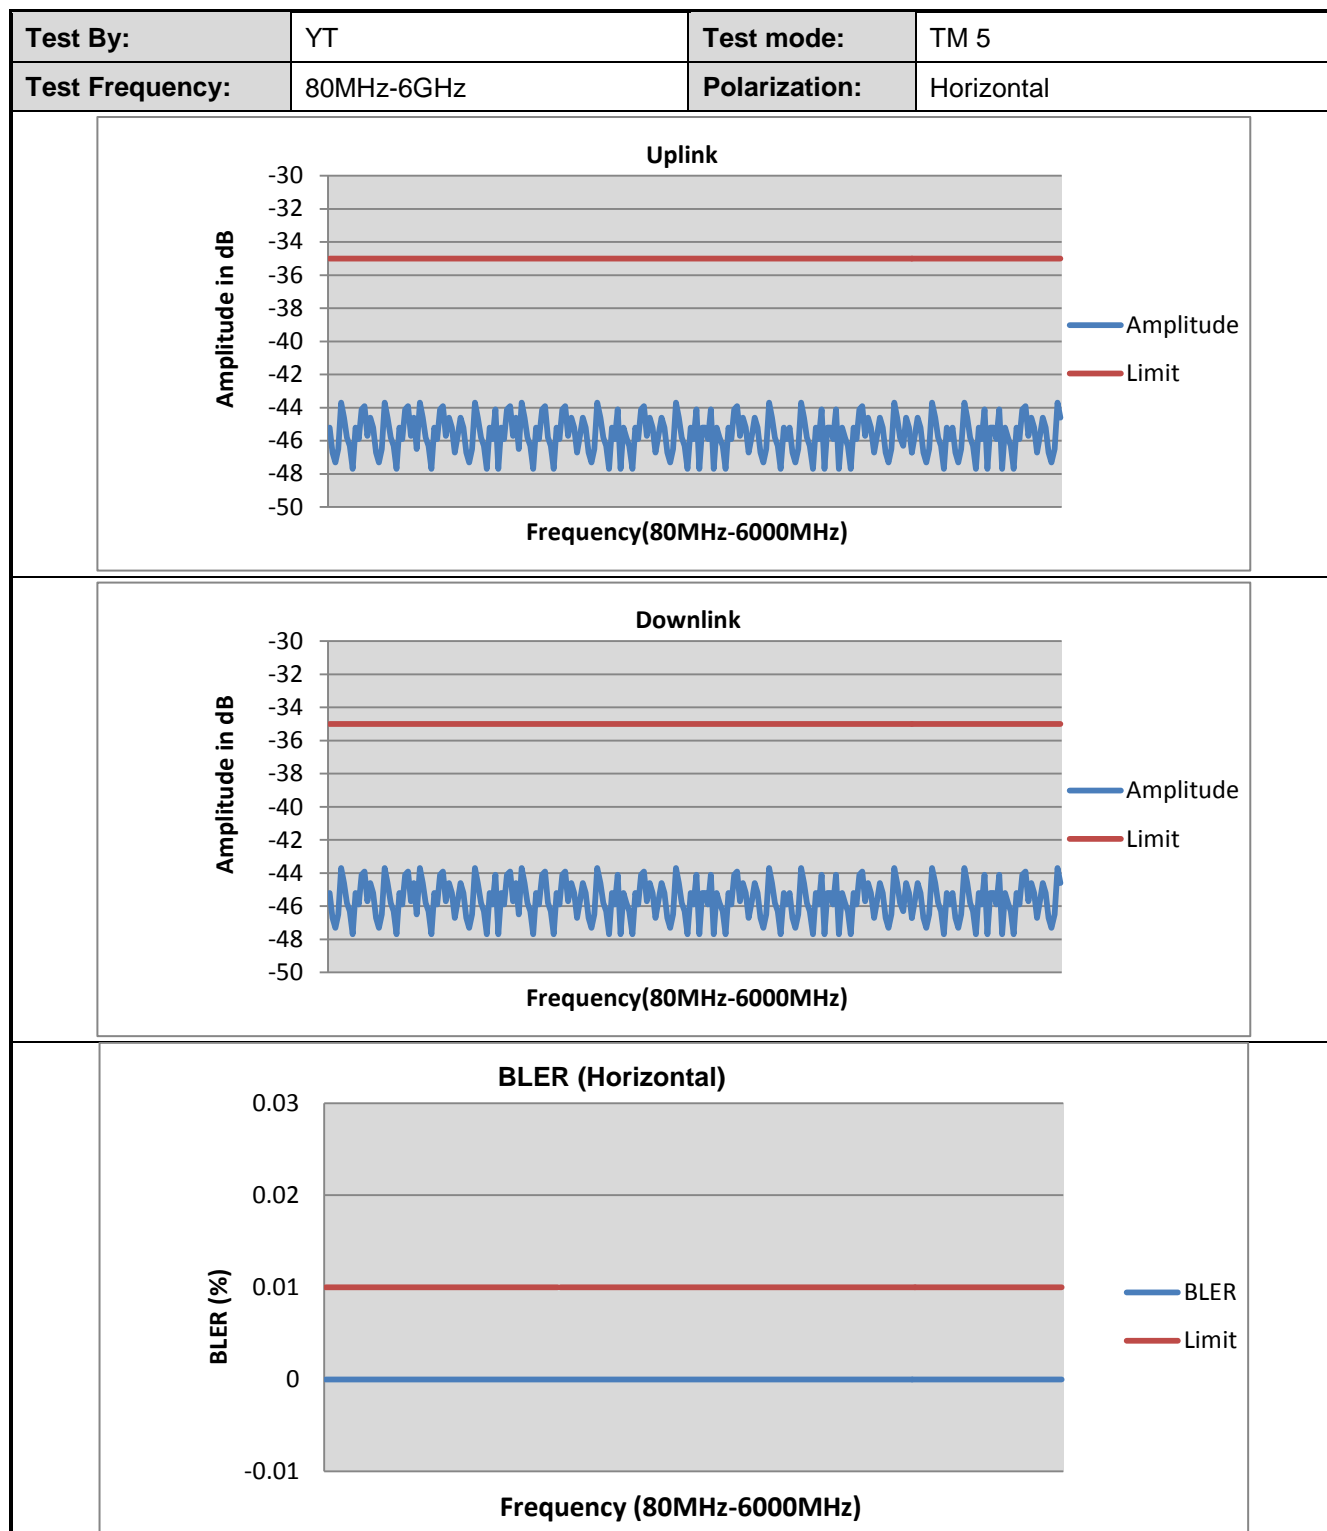 Test By: YT Test mode: TM 5
Test Frequency: 80MHz-6GHz Polarization: Horizontal
Uplink
-30
-32
-34
-36
-38
-40
-42
-44
-46
-48
-50
Amplitude in dB
Amplitude
Limit
Frequency(80MHz-6000MHz)
Downlink
-30
-32
-34
-36
-38
-40
-42
-44
-46
-48
-50
Amplitude in dB
Amplitude
Limit
Frequency(80MHz-6000MHz)
BLER (Horizontal)
0.03
0.02
0.01
0
-0.01
BLER (%)
BLER
Limit
Frequency (80MHz-6000MHz)